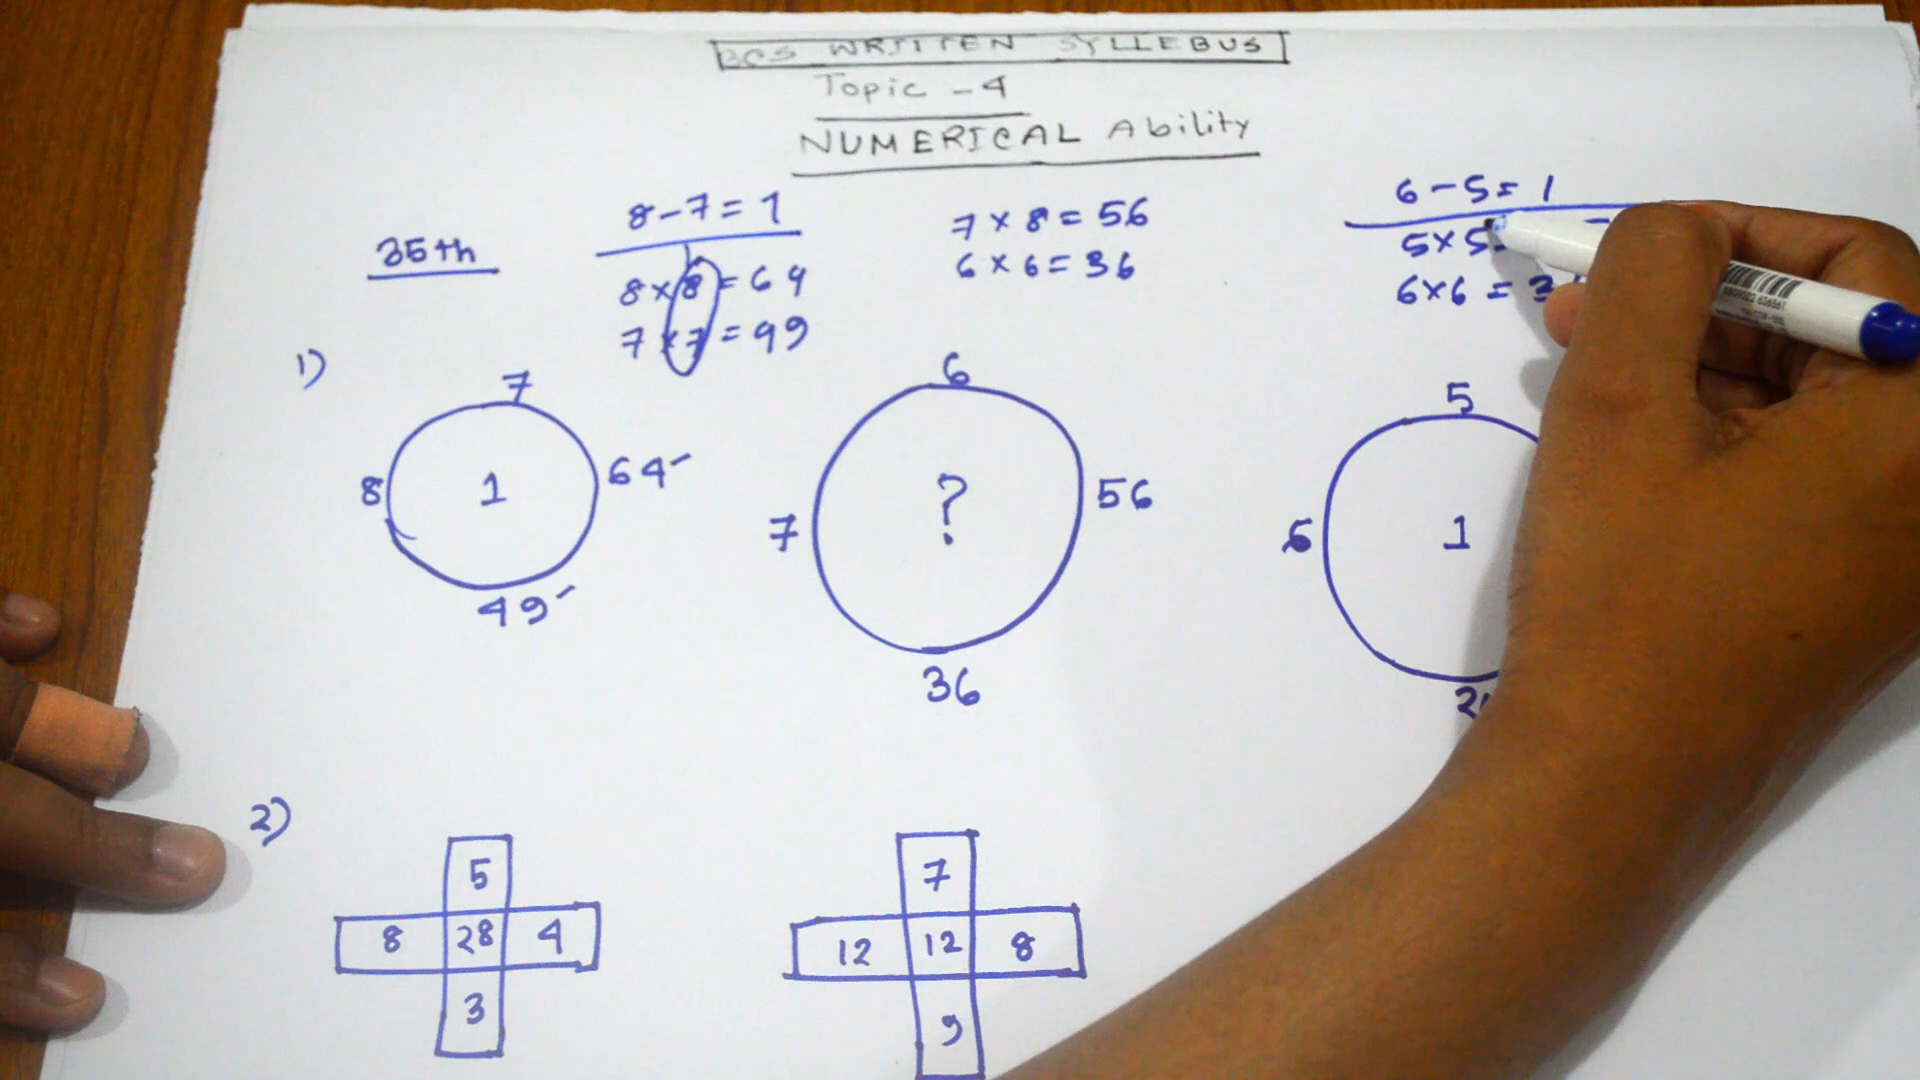 BCS WRITTEN SYLLEBUS
Topic - 4
NUMERICAL Ability
35th
8 - 7 = 1
8 × 8 = 64
7 × 7 = 49
7 × 8 = 56
6 × 6 = 36
6 - 5 = 1
5 × 5 =
6 × 6 = 3
1)
7
8
1
64
49
6
7
?
56
36
5
6
1
2)
5
8 28 4
3
7
12 12 8
9